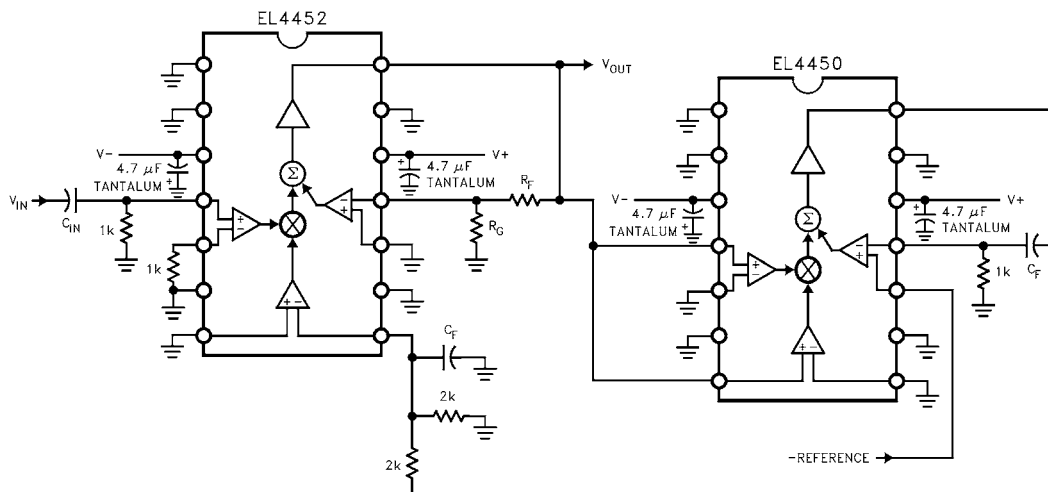 EL4452
V_OUT
EL4450
V-
4.7 μF
TANTALUM
+
+
4.7 μF
TANTALUM
V+
R_F
V_IN
C_IN
1k
1k
Σ
+
-
-
+
+ -
R_G
C_F
2k
2k
V-
4.7 μF
TANTALUM
+
+
4.7 μF
TANTALUM
V+
Σ
+
-
-
+
+ -
1k
C_F
-REFERENCE